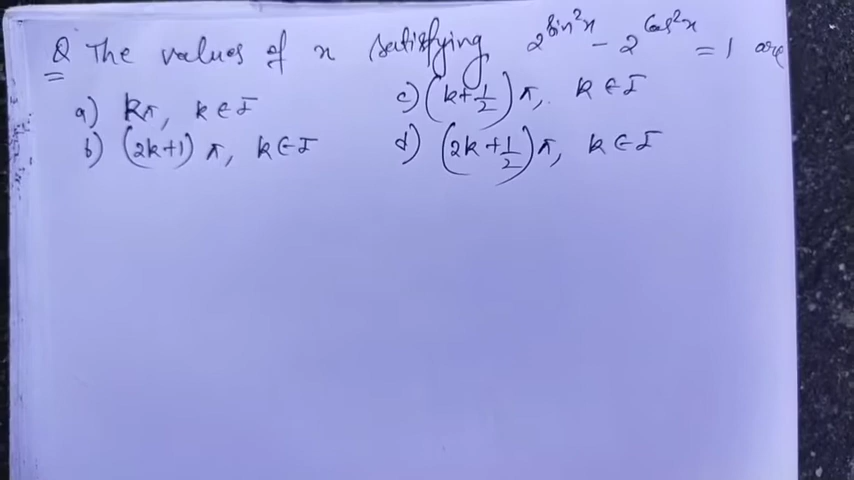 Q The values of x satisfying 2^sin²x - 2^cos²x = 1 are
a) kπ, k ∈ I c) (k+1/2)π, k ∈ I
b) (2k+1)π, k ∈ I d) (2k+1/2)π, k ∈ I